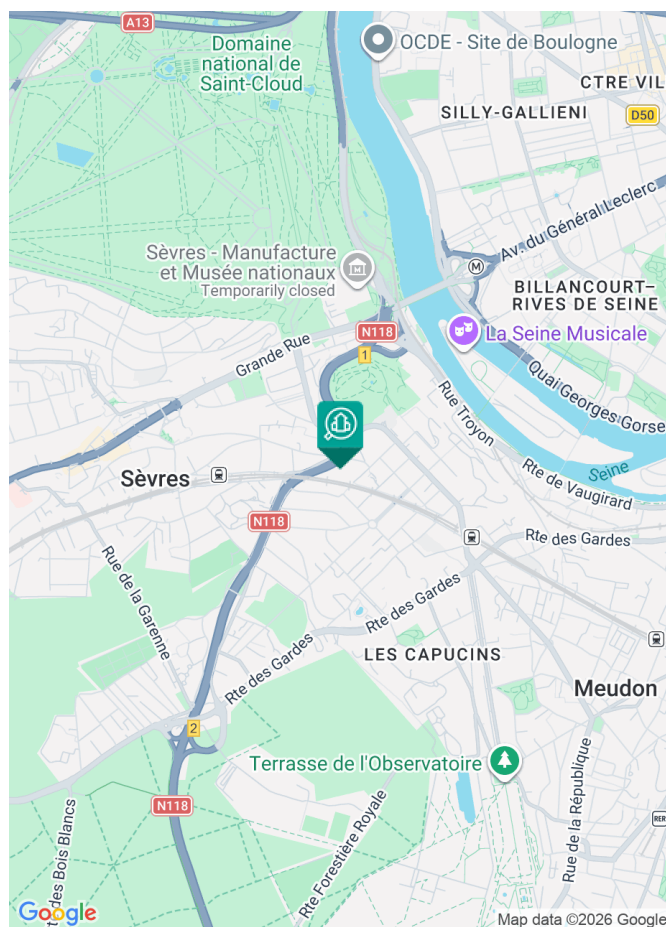 A13
Domaine
national de
Saint-Cloud
OCDE - Site de Boulogne
CTRE VIL
SILLY-GALLIENI
D50
Av. du Général Leclerc
Sèvres - Manufacture
et Musée nationaux
Temporarily closed
M
BILLANCOURT–
RIVES DE SEINE
N118
La Seine Musicale
1
Grande Rue
Quai Georges Gorse
Rue Troyon
Sèvres
Seine
Rte de Vaugirard
N118
Rte des Gardes
Rue de la Garenne
Rte des Gardes
LES CAPUCINS
Rte des Gardes
Meudon
2
Terrasse de l'Observatoire
N118
Rue de la République
Rte Forestière Royale
des Bois Blancs
RER
Google
Map data ©2026 Google